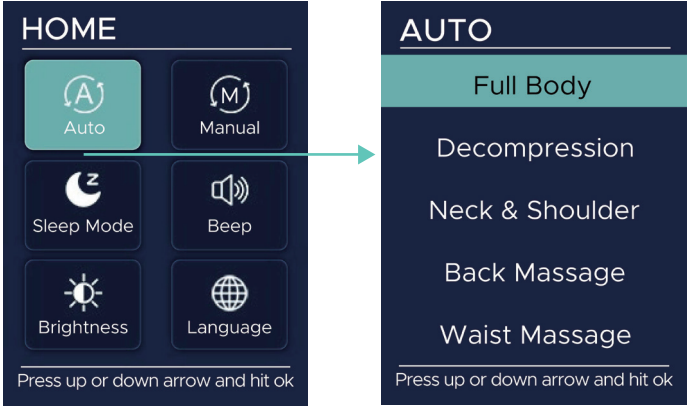 HOME
A
Auto
M
Manual
z
Sleep Mode
Beep
Brightness
Language
Press up or down arrow and hit ok
AUTO
Full Body
Decompression
Neck & Shoulder
Back Massage
Waist Massage
Press up or down arrow and hit ok